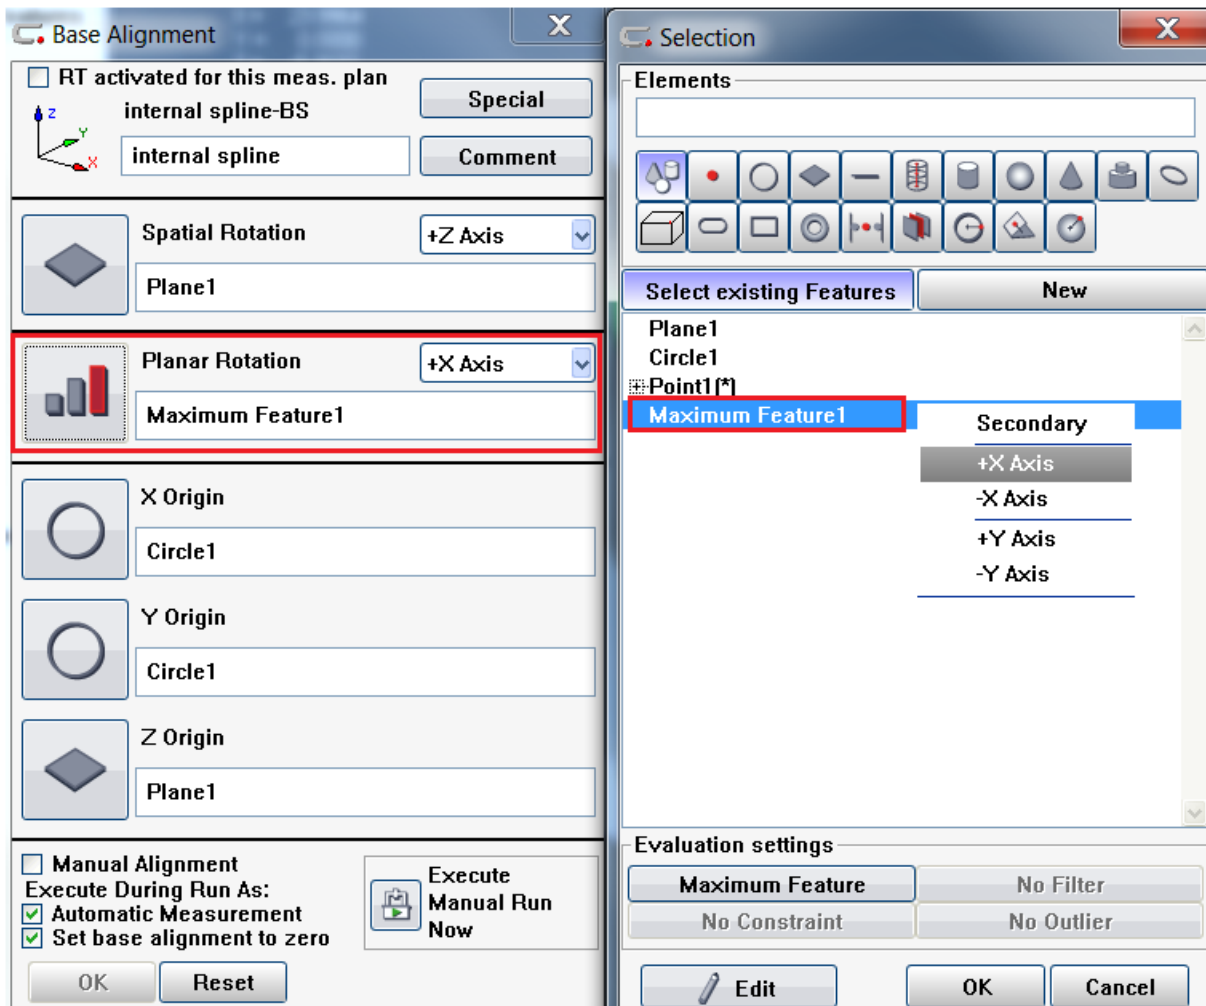 Base Alignment
RT activated for this meas. plan
internal spline-BS
Special
Z
Y
X
internal spline
Comment
Spatial Rotation
+Z Axis
Plane1
Planar Rotation
+X Axis
Maximum Feature1
X Origin
Circle1
Y Origin
Circle1
Z Origin
Plane1
Manual Alignment
Execute During Run As:
Automatic Measurement
Set base alignment to zero
Execute
Manual Run
Now
OK
Reset
Selection
Elements
Select existing Features
New
Plane1
Circle1
Point1(*)
Maximum Feature1
Secondary
+X Axis
-X Axis
+Y Axis
-Y Axis
Evaluation settings
Maximum Feature
No Filter
No Constraint
No Outlier
Edit
OK
Cancel